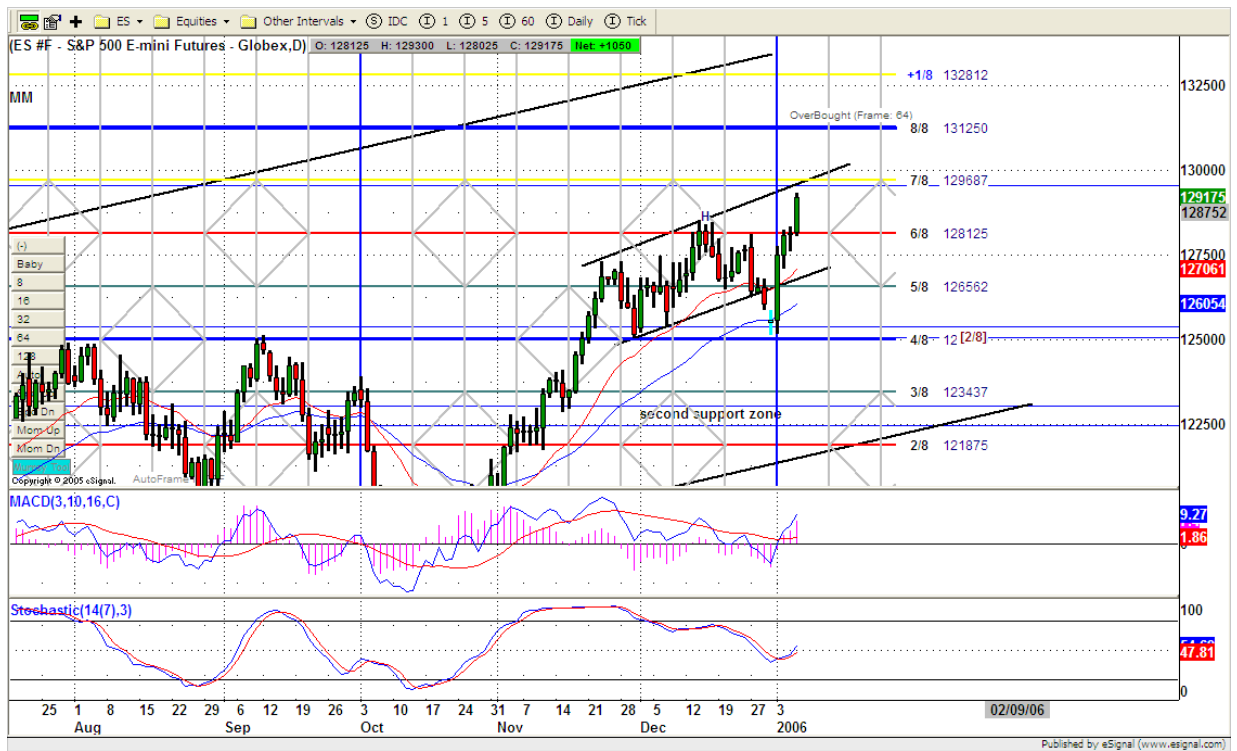 ES Equities Other Intervals S IDC I 1 I 5 I 60 I Daily I Tick
(ES #F - S&P 500 E-mini Futures - Globex,D) O: 128125 H: 129300 L: 128025 C: 129175 Net: +1050
+1/8 132812
132500
MM
OverBought (Frame: 64)
8/8 131250
130000
7/8 129687
129175
128752
6/8 128125
(-)
127500
Baby
127061
8
5/8 126562
16
126054
32
64
4/8 12 [2/8]
125000
128
3/8 123437
Dn
second support zone
Mom Up
122500
Mom Dn
2/8 121875
Murrey Tool
Copyright © 2005 eSignal.
AutoFrame
MACD(3,10,16,C)
9.27
1.86
0
Stochastic(14(7),3)
100
47.81
0
25 1 8 15 22 29 6 12 19 26 3 10 17 24 31 7 14 21 28 5 12 19 27 3
02/09/06
Aug Sep Oct Nov Dec 2006
H
Published by eSignal (www.esignal.com)